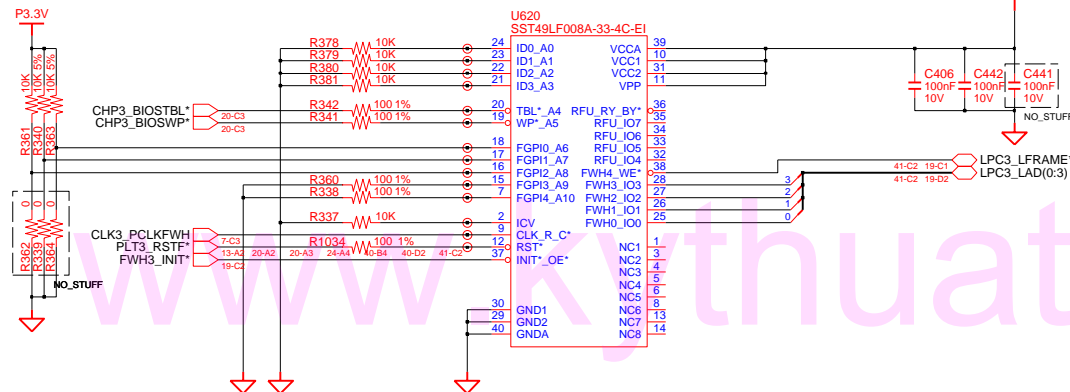 P3.3V
U620
SST49LF008A-33-4C-EI
R378 10K 24 ID0_A0 VCCA 39
R379 10K 23 ID1_A1 VCC1 10
R380 10K 22 ID2_A2 VCC2 31
R381 10K 21 ID3_A3 VPP 11
10K 10K 5% 10K 5%
R361 R340 R363
C406 100nF 10V
C442 100nF 10V
C441 100nF 10V
NO_STUFF
CHP3_BIOSTBL* 20-C3 R342 100 1% 20 TBL*_A4 RFU_RY_BY* 36
CHP3_BIOSWP* 20-C3 R341 100 1% 19 WP*_A5 RFU_IO7 35
RFU_IO6 34
18 FGPI0_A6 RFU_IO5 33
17 FGPI1_A7 RFU_IO4 32
16 FGPI2_A8 FWH4_WE* 38
41-C2 19-C1 LPC3_LFRAME*
R360 100 1% 15 FGPI3_A9 FWH3_IO3 28 3
41-C2 19-D2 LPC3_LAD(0:3)
R338 100 1% 7 FGPI4_A10 FWH2_IO2 27 2
FWH1_IO1 26 1
R337 10K 2 ICV FWH0_IO0 25 0
0 0 0
R362 R339 R364
NO_STUFF
CLK3_PCLKFWH 7-C3 9 CLK_R_C*
PLT3_RSTF* 13-A2 20-A2 20-A3 24-A4 40-B4 40-D2 41-C2 R1034 100 1% 12 RST* NC1 1
FWH3_INIT* 19-C2 37 INIT*_OE* NC2 3
NC3 4
NC4 5
NC5 6
30 GND1 NC6 8
29 GND2 NC7 13
40 GNDA NC8 14
www.kythuat